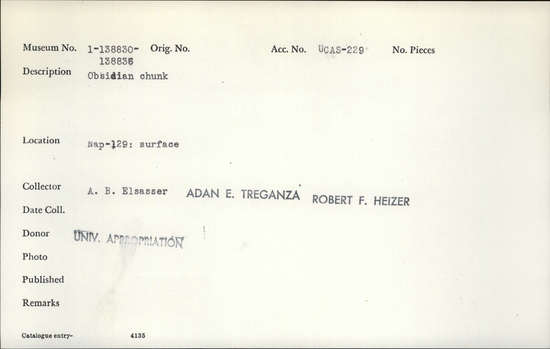 Museum No. 1-138830- Orig. No. Acc. No. UCAS-229 No. Pieces
138836
Description Obsidian chunk
Location Nap-129: surface
Collector A. B. Elsasser ADAN E. TREGANZA ROBERT F. HEIZER
Date Coll.
Donor UNIV. APPROPRIATION
Photo
Published
Remarks
Catalogue entry- 4135